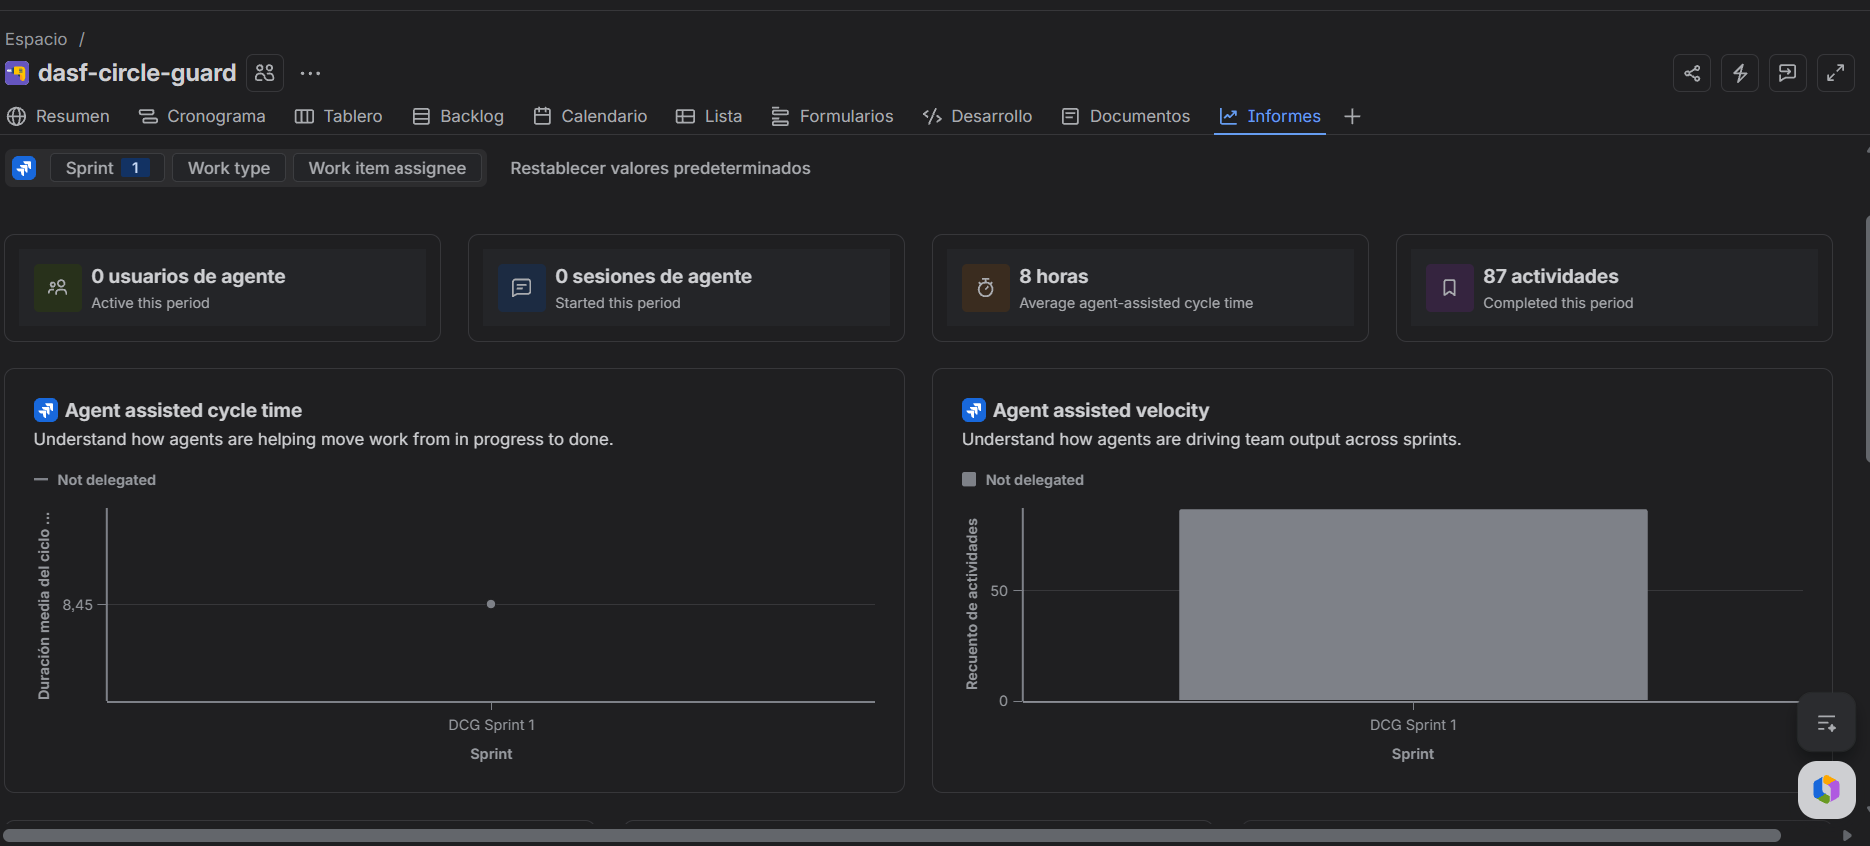 Espacio /
dasf-circle-guard
Resumen Cronograma Tablero Backlog Calendario Lista Formularios Desarrollo Documentos Informes
Sprint 1 Work type Work item assignee Restablecer valores predeterminados
0 usuarios de agente
Active this period
0 sesiones de agente
Started this period
8 horas
Average agent-assisted cycle time
87 actividades
Completed this period
Agent assisted cycle time
Understand how agents are helping move work from in progress to done.
Not delegated
Duración media del ciclo ...
8,45
DCG Sprint 1
Sprint
Agent assisted velocity
Understand how agents are driving team output across sprints.
Not delegated
Recuento de actividades
50
0
DCG Sprint 1
Sprint